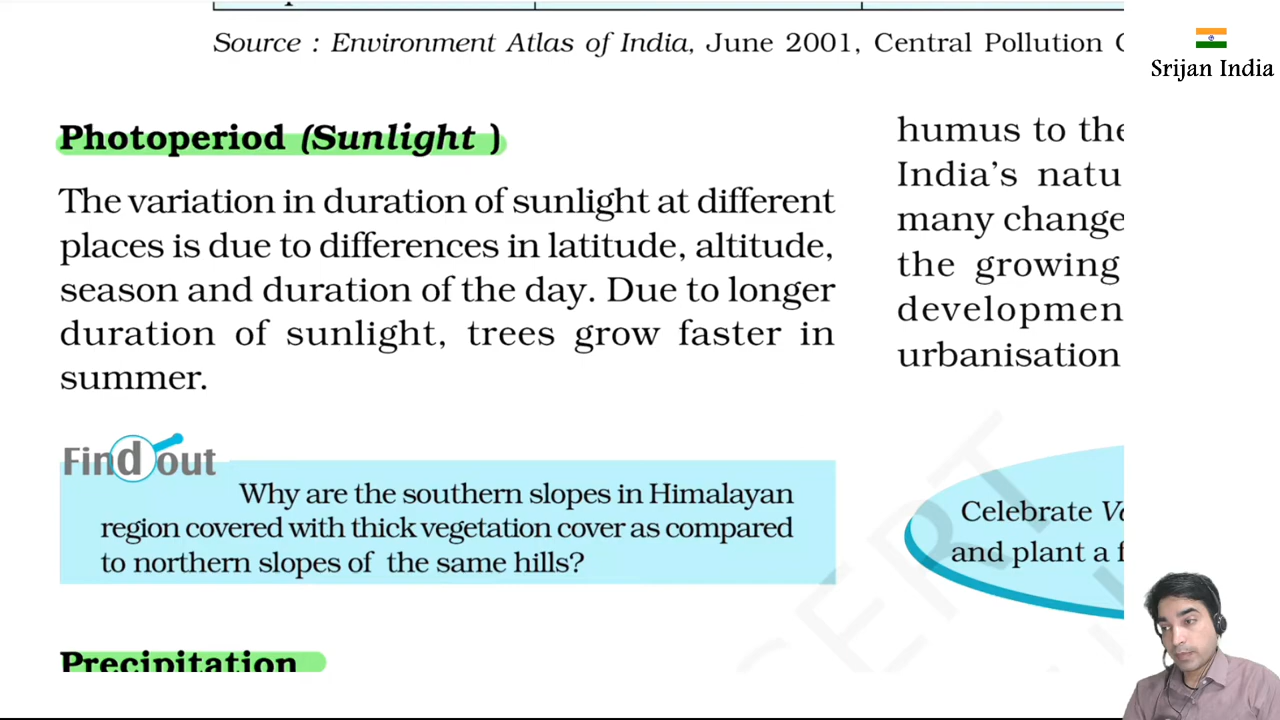 Source : Environment Atlas of India, June 2001, Central Pollution
Srijan India
Photoperiod (Sunlight )
The variation in duration of sunlight at different
places is due to differences in latitude, altitude,
season and duration of the day. Due to longer
duration of sunlight, trees grow faster in
summer.
Find out
Why are the southern slopes in Himalayan
region covered with thick vegetation cover as compared
to northern slopes of the same hills?
Precipitation
humus to the
India's natu
many change
the growing
developmen
urbanisation
Celebrate
and plant a